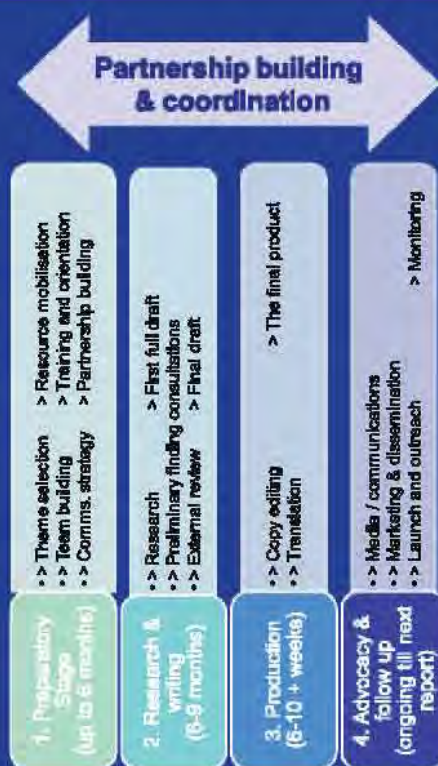 Partnership building
& coordination
1. Preparatory
Stage
(up to 6 months)
• > Theme selection > Resource mobilisation
• > Team building > Training and orientation
• > Comms. strategy > Partnership building
2. Research &
writing
(6-9 months)
• > Research > First full draft
• > Preliminary finding consultations
• > External review > Final draft
3. Production
(6-10 + weeks)
• > Copy editing > The final product
• > Translation
4. Advocacy &
follow up
(ongoing till next
report)
• > Media / communications
• > Marketing & dissemination
• > Launch and outreach > Monitoring